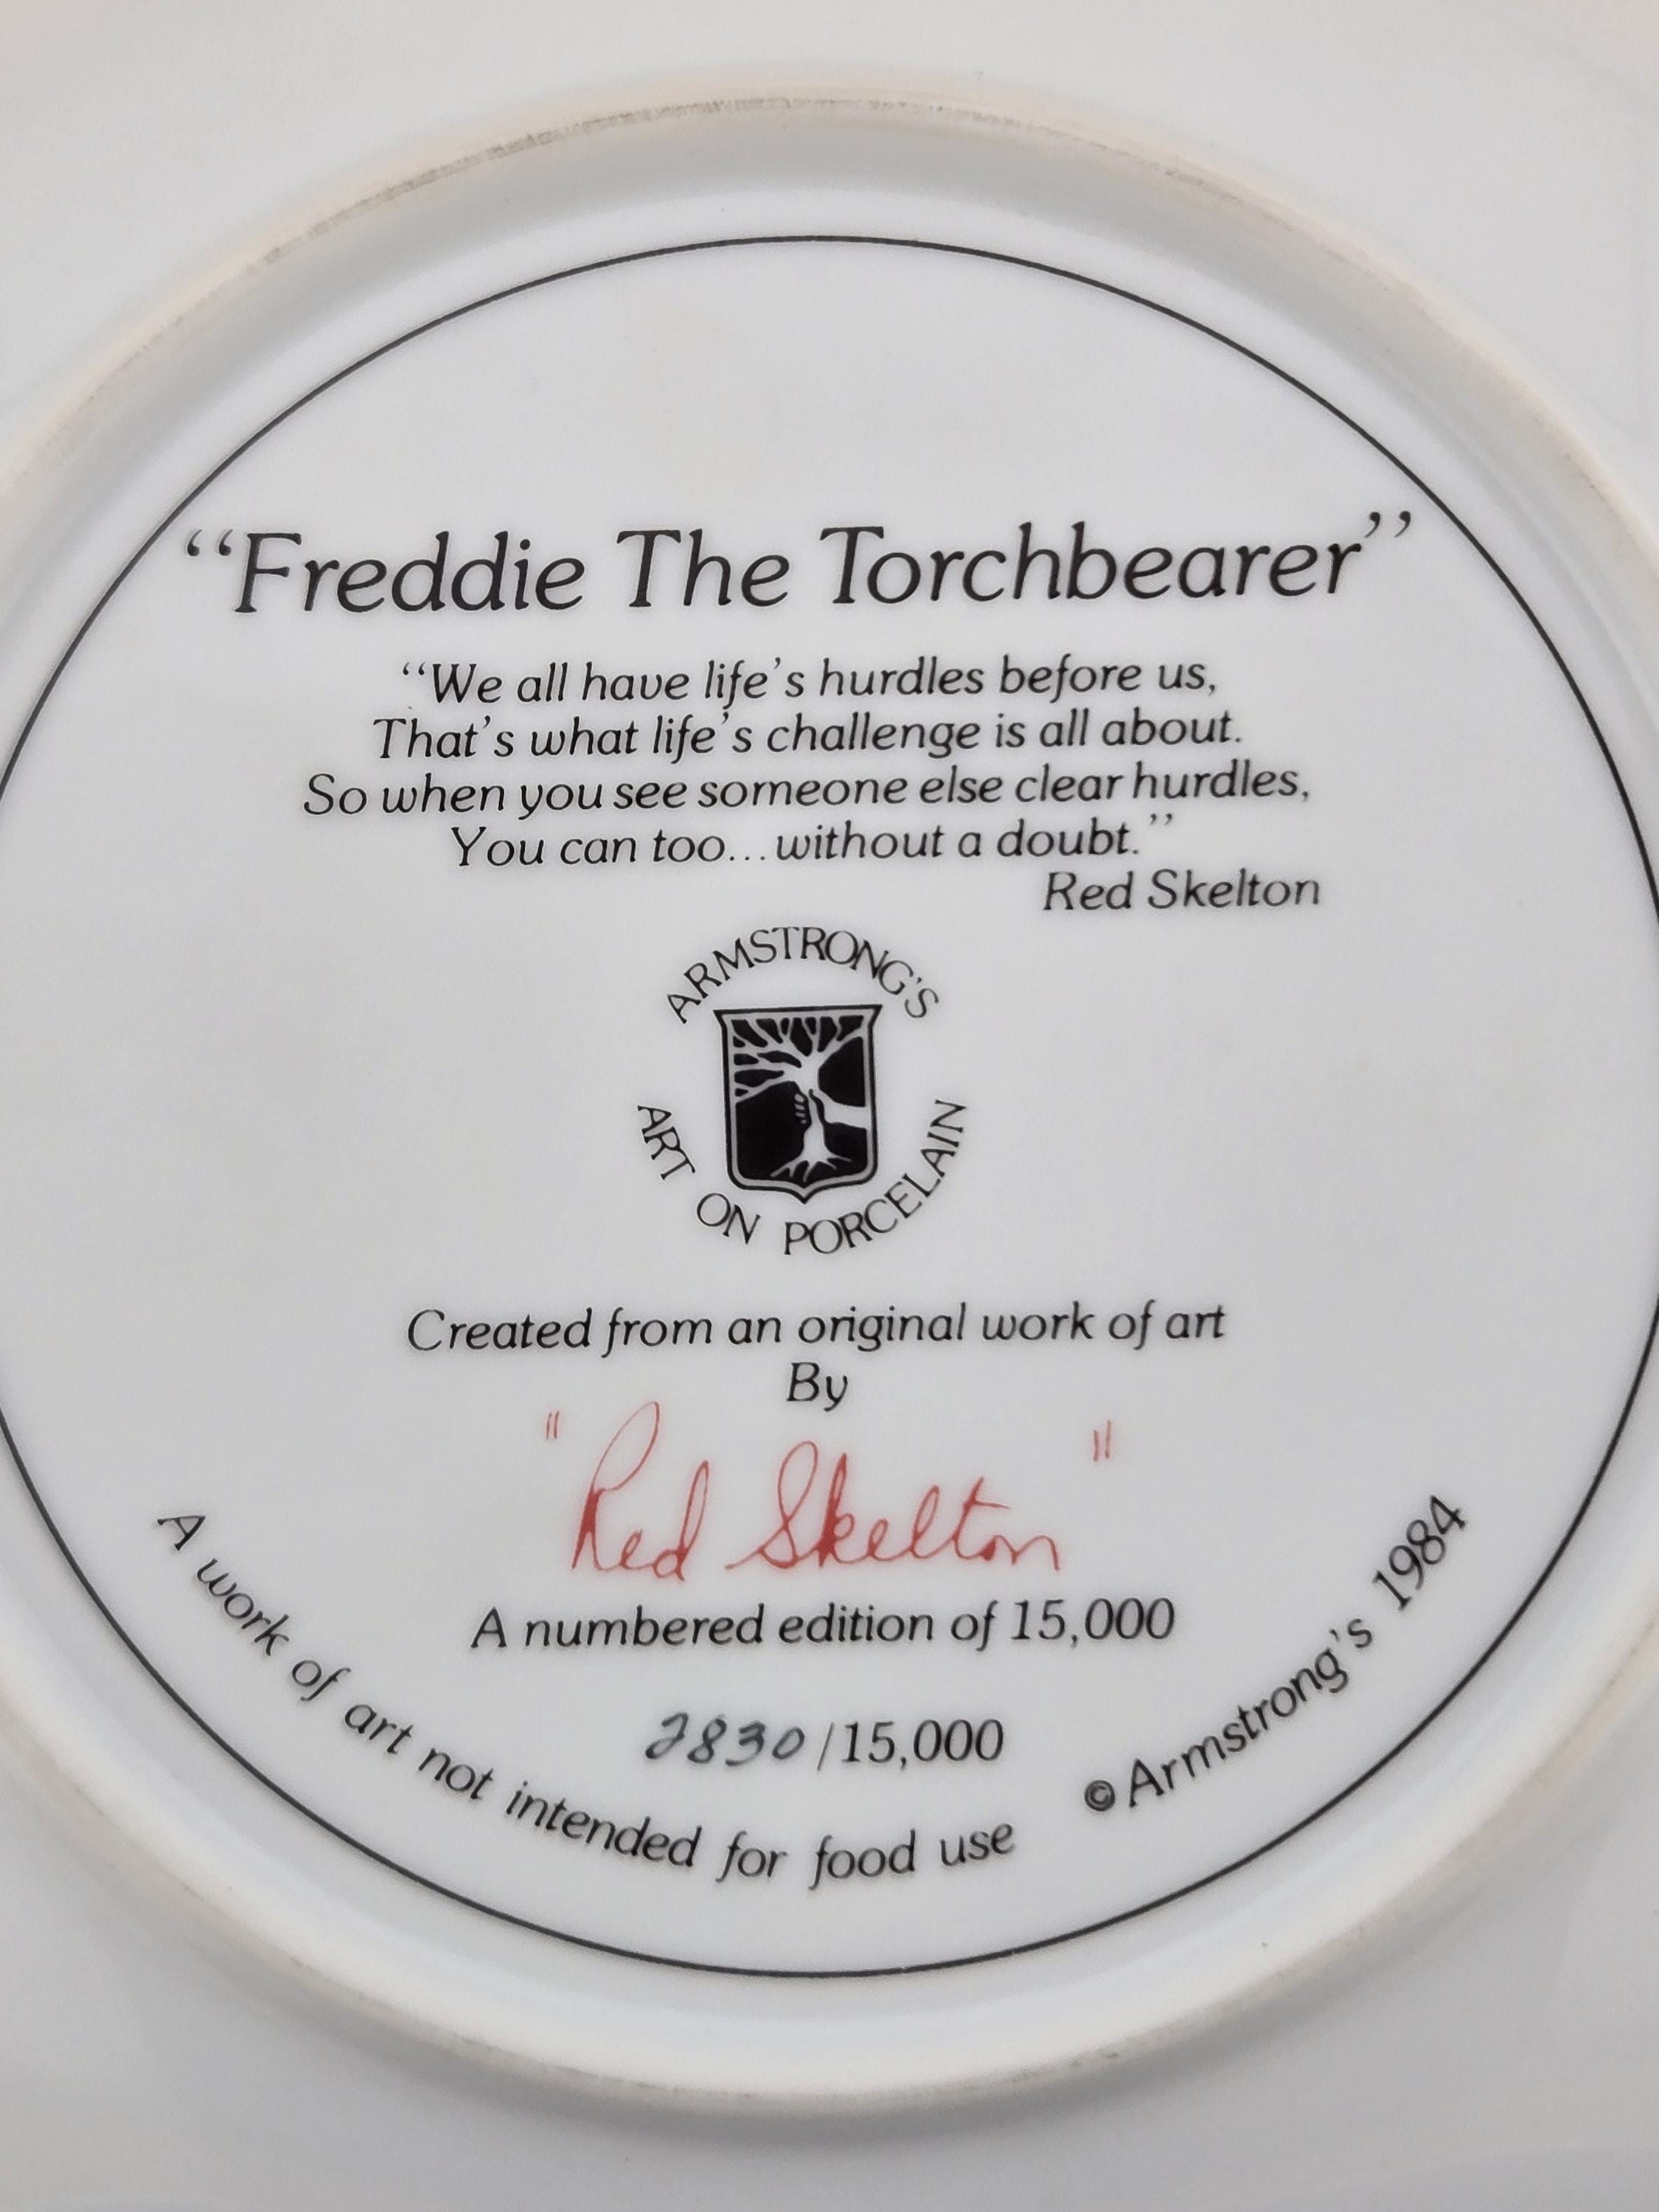 “Freddie The Torchbearer”
“We all have life’s hurdles before us,
That’s what life’s challenge is all about.
So when you see someone else clear hurdles,
You can too...without a doubt.”
Red Skelton
ARMSTRONG’S
ART ON PORCELAIN
Created from an original work of art
By
"Red Skelton"
A numbered edition of 15,000
2830/15,000
A work of art not intended for food use
© Armstrong’s 1984